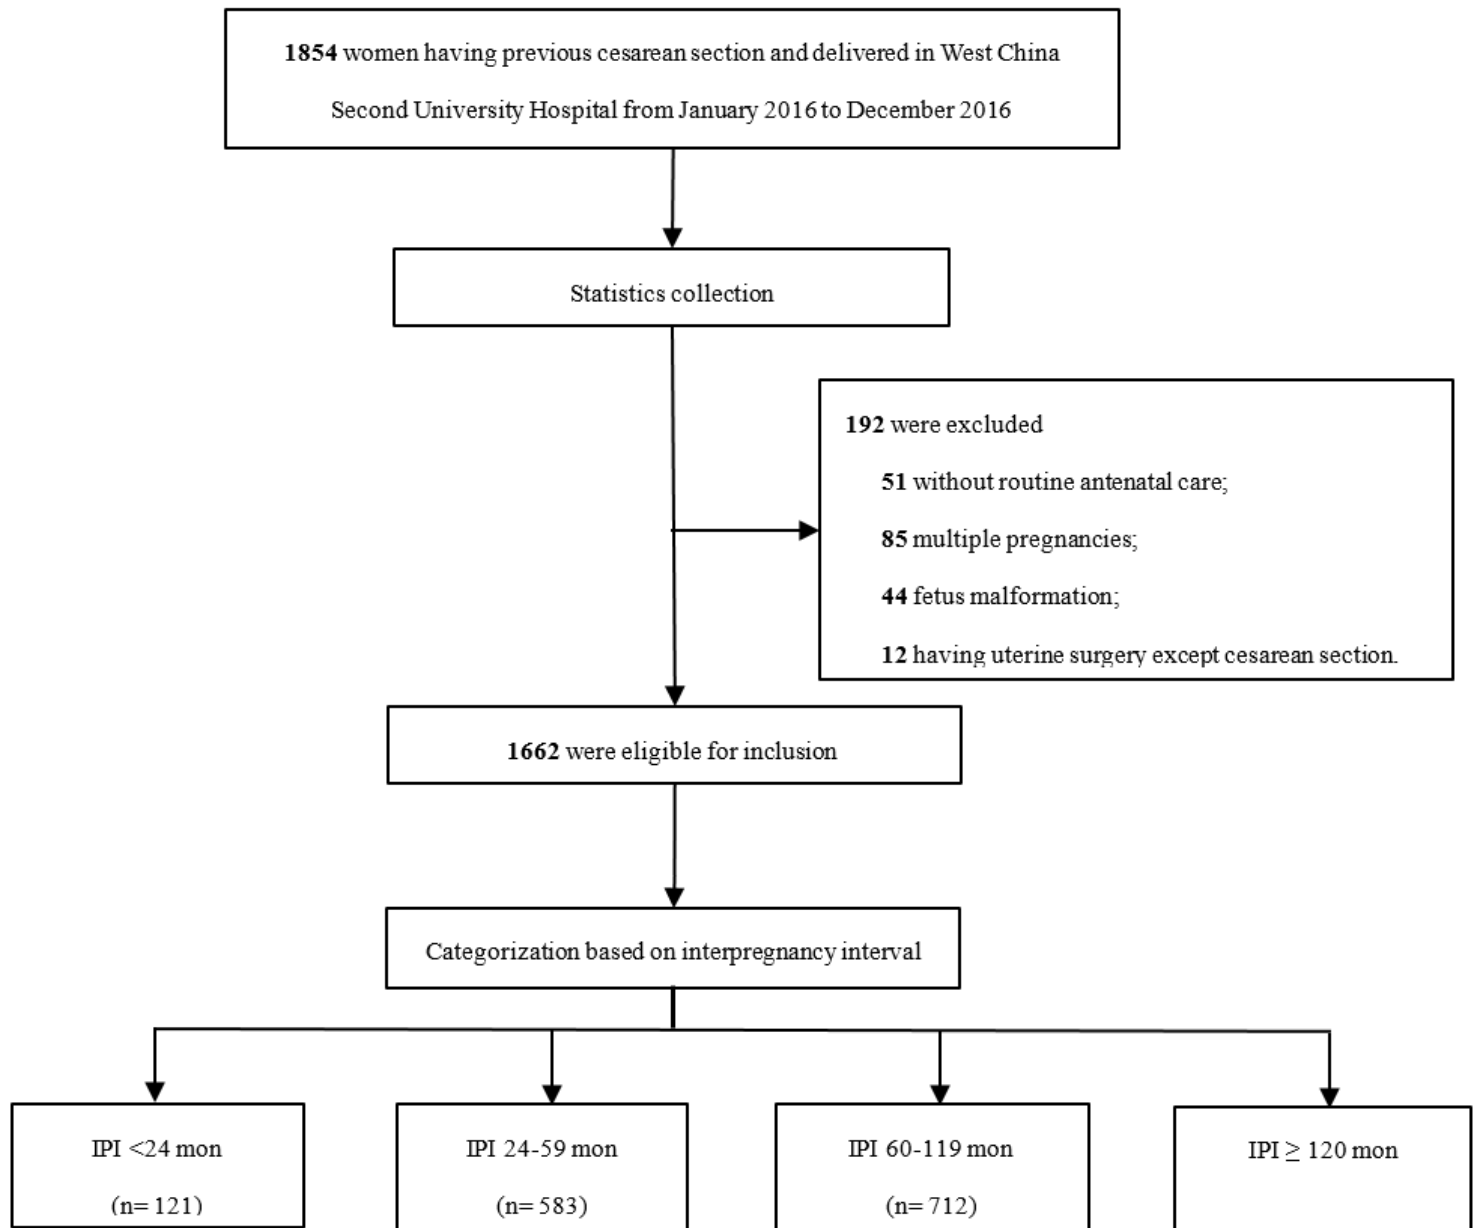 1854 women having previous cesarean section and delivered in West China
Second University Hospital from January 2016 to December 2016
Statistics collection
192 were excluded
51 without routine antenatal care;
85 multiple pregnancies;
44 fetus malformation;
12 having uterine surgery except cesarean section.
1662 were eligible for inclusion
Categorization based on interpregnancy interval
IPI <24 mon
(n= 121)
IPI 24-59 mon
(n= 583)
IPI 60-119 mon
(n= 712)
IPI ≥ 120 mon